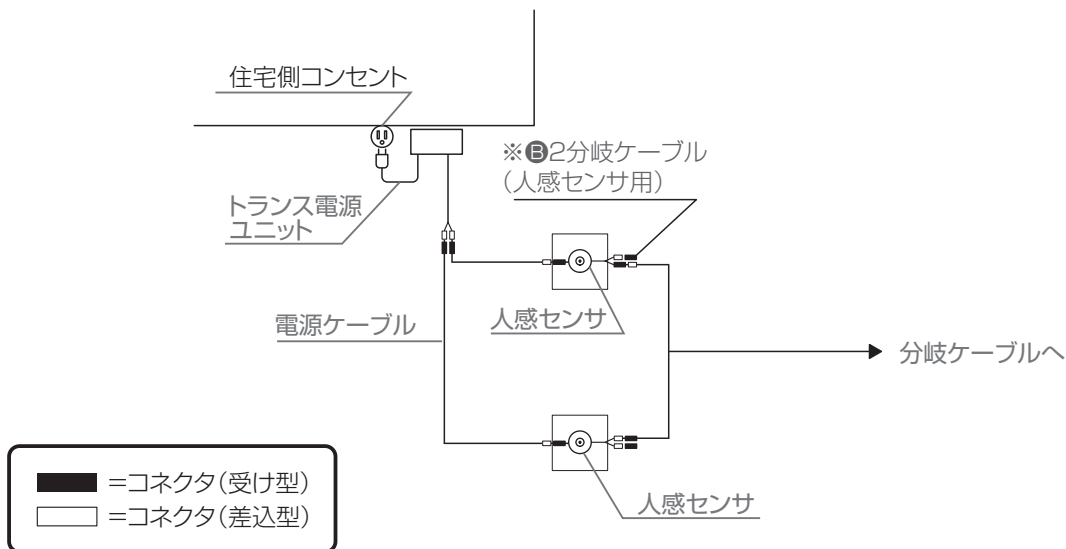 住宅側コンセント
※Ⓑ2分岐ケーブル
（人感センサ用）
トランス電源
ユニット
電源ケーブル
人感センサ
分岐ケーブルへ
=コネクタ（受け型）
=コネクタ（差込型）
人感センサ